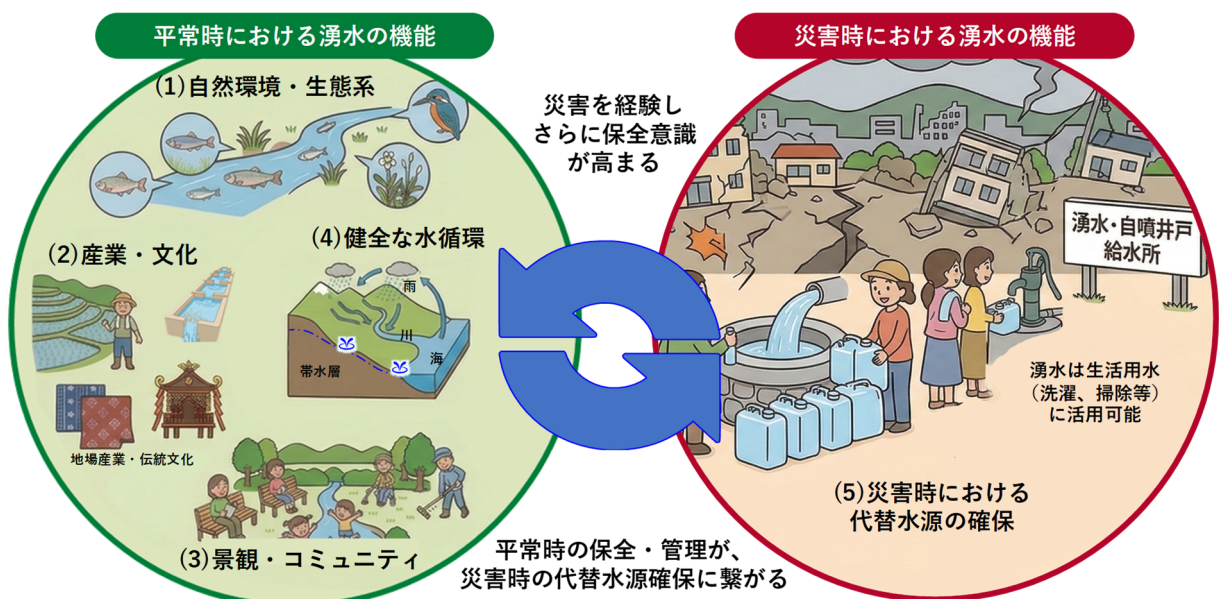 平常時における湧水の機能
(1)自然環境・生態系
(2)産業・文化
地場産業・伝統文化
(4)健全な水循環
雨
川
海
帯水層
(3)景観・コミュニティ
災害を経験し
さらに保全意識
が高まる
平常時の保全・管理が、
災害時の代替水源確保に繋がる
災害時における湧水の機能
湧水・自噴井戸
給水所
湧水は生活用水
（洗濯、掃除等）
に活用可能
(5)災害時における
代替水源の確保